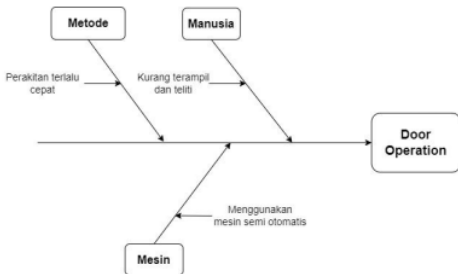 Metode
Manusia
Perakitan terlalu
cepat
Kurang terampil
dan teliti
Door
Operation
Menggunakan
mesin semi otomatis
Mesin